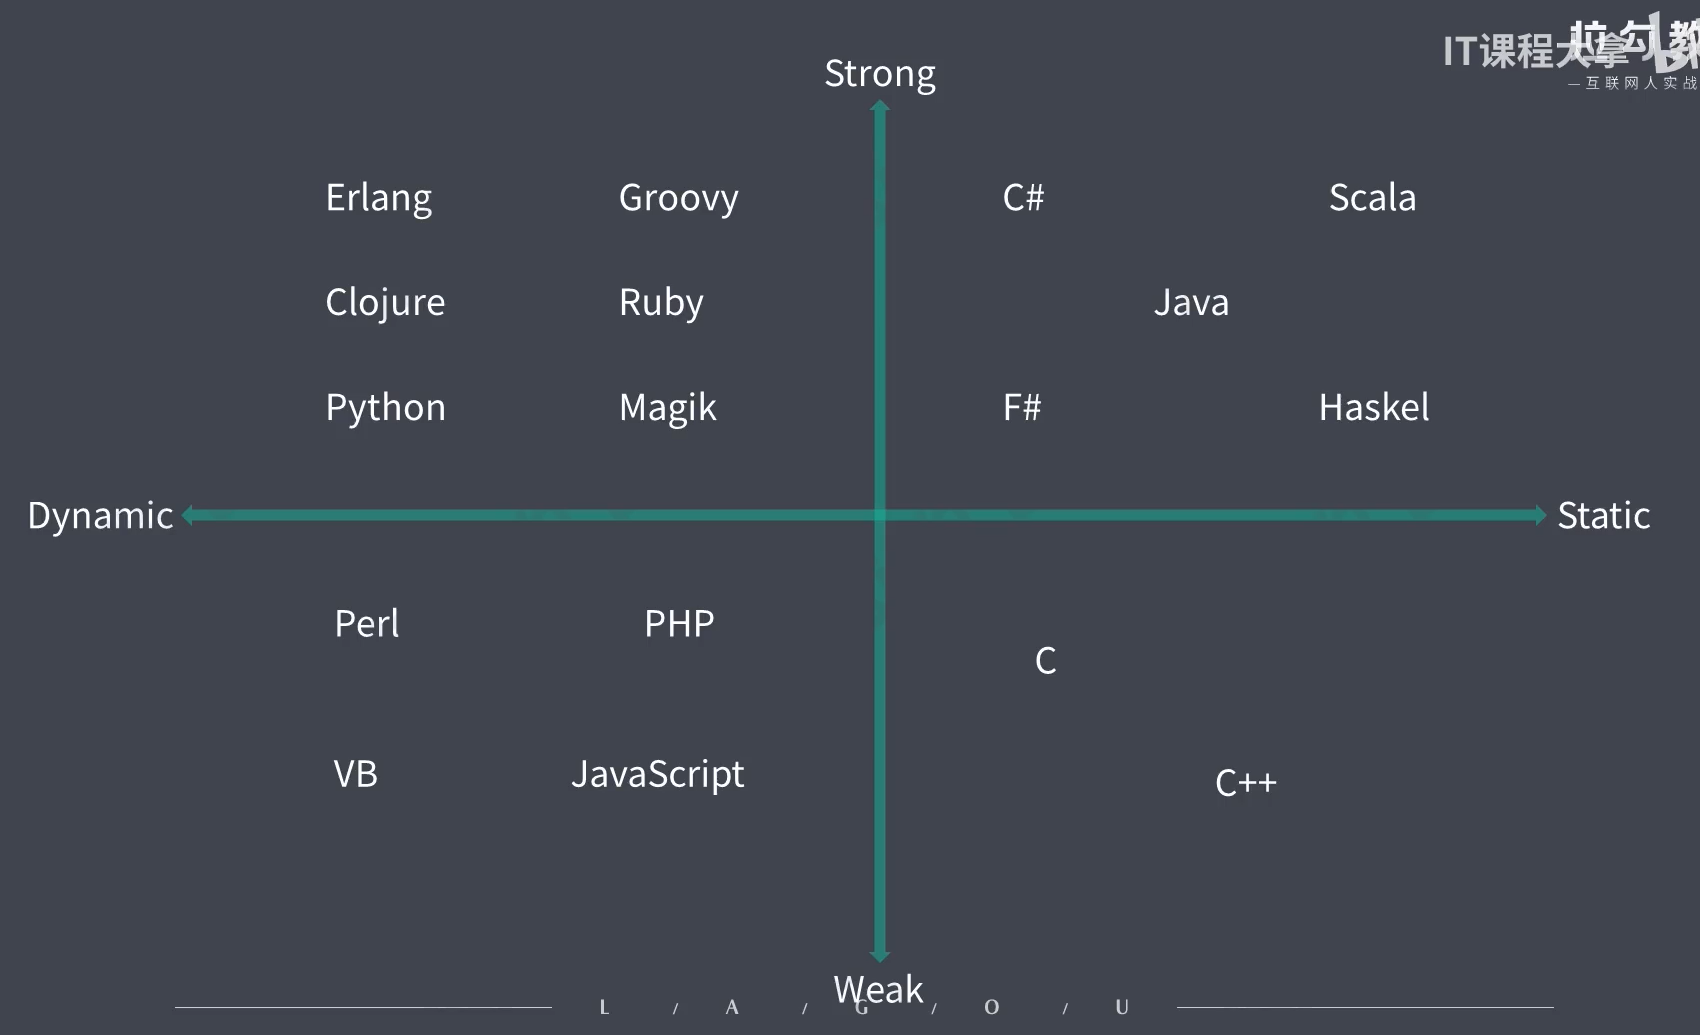 IT课程大拿
拉勾教
—互联网人实战
Strong
Erlang Groovy C# Scala
Clojure Ruby Java
Python Magik F# Haskel
Dynamic Static
Perl PHP
C
VB JavaScript
C++
Weak
L / A / G / O / U